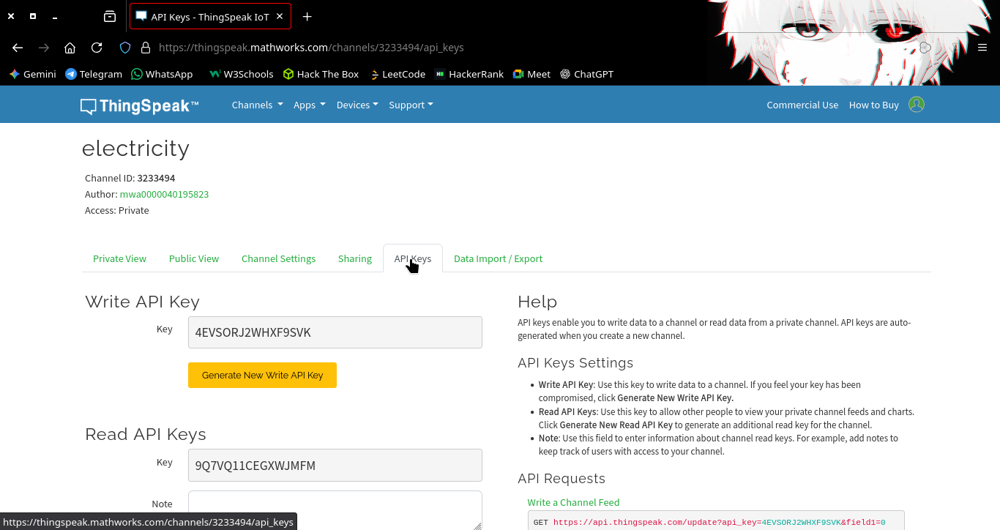 API Keys - ThingSpeak IoT
https://thingspeak.mathworks.com/channels/3233494/api_keys
90%
Gemini Telegram WhatsApp W3Schools Hack The Box LeetCode HackerRank Meet ChatGPT
ThingSpeak™ Channels Apps Devices Support Commercial Use How to Buy
electricity
Channel ID: 3233494
Author: mwa0000040195823
Access: Private
Private View Public View Channel Settings Sharing API Keys Data Import / Export
Write API Key
Key 4EVSORJ2WHXF9SVK
Generate New Write API Key
Read API Keys
Key 9Q7VQ11CEGXWJMFM
Note
Help
API keys enable you to write data to a channel or read data from a private channel. API keys are auto-
generated when you create a new channel.
API Keys Settings
• Write API Key: Use this key to write data to a channel. If you feel your key has been
compromised, click Generate New Write API Key.
• Read API Keys: Use this key to allow other people to view your private channel feeds and charts.
Click Generate New Read API Key to generate an additional read key for the channel.
• Note: Use this field to enter information about channel read keys. For example, add notes to
keep track of users with access to your channel.
API Requests
Write a Channel Feed
GET https://api.thingspeak.com/update?api_key=4EVSORJ2WHXF9SVK&field1=0
https://thingspeak.mathworks.com/channels/3233494/api_keys